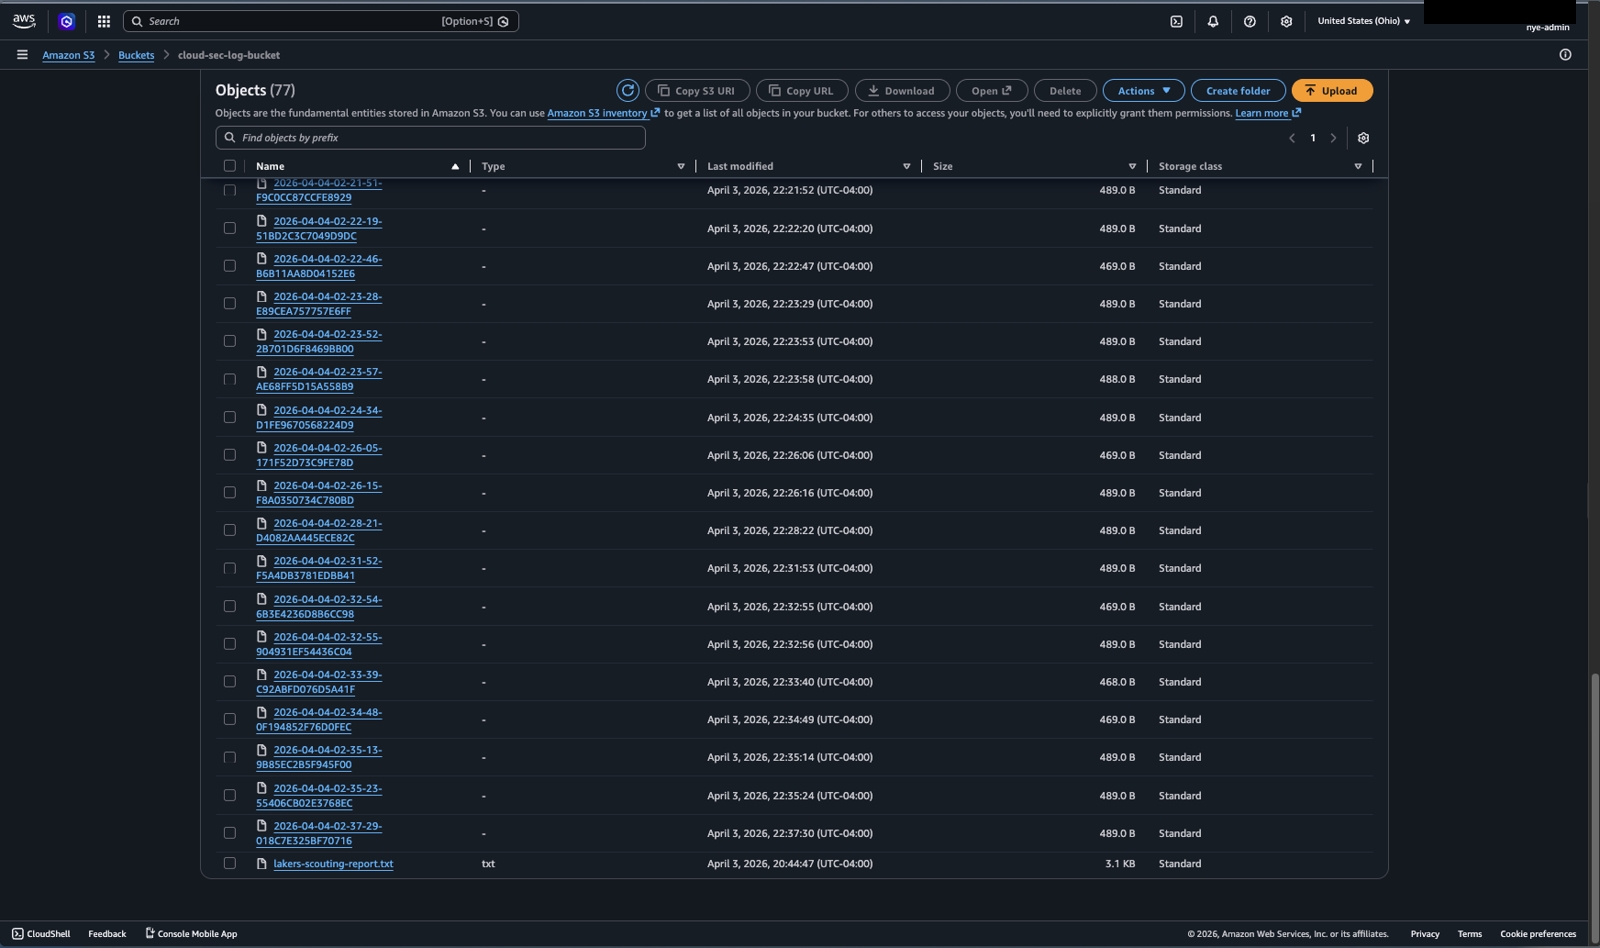 aws
Search [Option+S]
United States (Ohio)
nye-admin
Amazon S3 > Buckets > cloud-sec-log-bucket
Objects (77)
Copy S3 URI Copy URL Download Open Delete Actions Create folder Upload
Objects are the fundamental entities stored in Amazon S3. You can use Amazon S3 inventory to get a list of all objects in your bucket. For others to access your objects, you'll need to explicitly grant them permissions. Learn more
Find objects by prefix
1
Name Type Last modified Size Storage class
2026-04-04-02-21-51-
F9C0CC87CCFE8929 - April 3, 2026, 22:21:52 (UTC-04:00) 489.0 B Standard
2026-04-04-02-22-19-
51BD2C3C7049D9DC - April 3, 2026, 22:22:20 (UTC-04:00) 489.0 B Standard
2026-04-04-02-22-46-
B6B11AA8D04152E6 - April 3, 2026, 22:22:47 (UTC-04:00) 469.0 B Standard
2026-04-04-02-23-28-
E89CEA757757E6FF - April 3, 2026, 22:23:29 (UTC-04:00) 489.0 B Standard
2026-04-04-02-23-52-
2B701D6F8469BB00 - April 3, 2026, 22:23:53 (UTC-04:00) 489.0 B Standard
2026-04-04-02-23-57-
AE68FF5D15A558B9 - April 3, 2026, 22:23:58 (UTC-04:00) 488.0 B Standard
2026-04-04-02-24-34-
D1FE9670568224D9 - April 3, 2026, 22:24:35 (UTC-04:00) 489.0 B Standard
2026-04-04-02-26-05-
171F52D73C9FE78D - April 3, 2026, 22:26:06 (UTC-04:00) 469.0 B Standard
2026-04-04-02-26-15-
F8A0350734C780BD - April 3, 2026, 22:26:16 (UTC-04:00) 489.0 B Standard
2026-04-04-02-28-21-
D4082AA445ECE82C - April 3, 2026, 22:28:22 (UTC-04:00) 489.0 B Standard
2026-04-04-02-31-52-
F5A4DB3781EDBB41 - April 3, 2026, 22:31:53 (UTC-04:00) 489.0 B Standard
2026-04-04-02-32-54-
6B3E4236D8B6CC98 - April 3, 2026, 22:32:55 (UTC-04:00) 469.0 B Standard
2026-04-04-02-32-55-
904931EF54436C04 - April 3, 2026, 22:32:56 (UTC-04:00) 489.0 B Standard
2026-04-04-02-33-39-
C92ABFD076D5A41F - April 3, 2026, 22:33:40 (UTC-04:00) 468.0 B Standard
2026-04-04-02-34-48-
0F194852F76D0FEC - April 3, 2026, 22:34:49 (UTC-04:00) 469.0 B Standard
2026-04-04-02-35-13-
9B85EC2B5F945F00 - April 3, 2026, 22:35:14 (UTC-04:00) 489.0 B Standard
2026-04-04-02-35-23-
55406CB02E3768EC - April 3, 2026, 22:35:24 (UTC-04:00) 489.0 B Standard
2026-04-04-02-37-29-
018C7E325BF70716 - April 3, 2026, 22:37:30 (UTC-04:00) 489.0 B Standard
lakers-scouting-report.txt txt April 3, 2026, 20:44:47 (UTC-04:00) 3.1 KB Standard
CloudShell Feedback Console Mobile App © 2026, Amazon Web Services, Inc. or its affiliates. Privacy Terms Cookie preferences